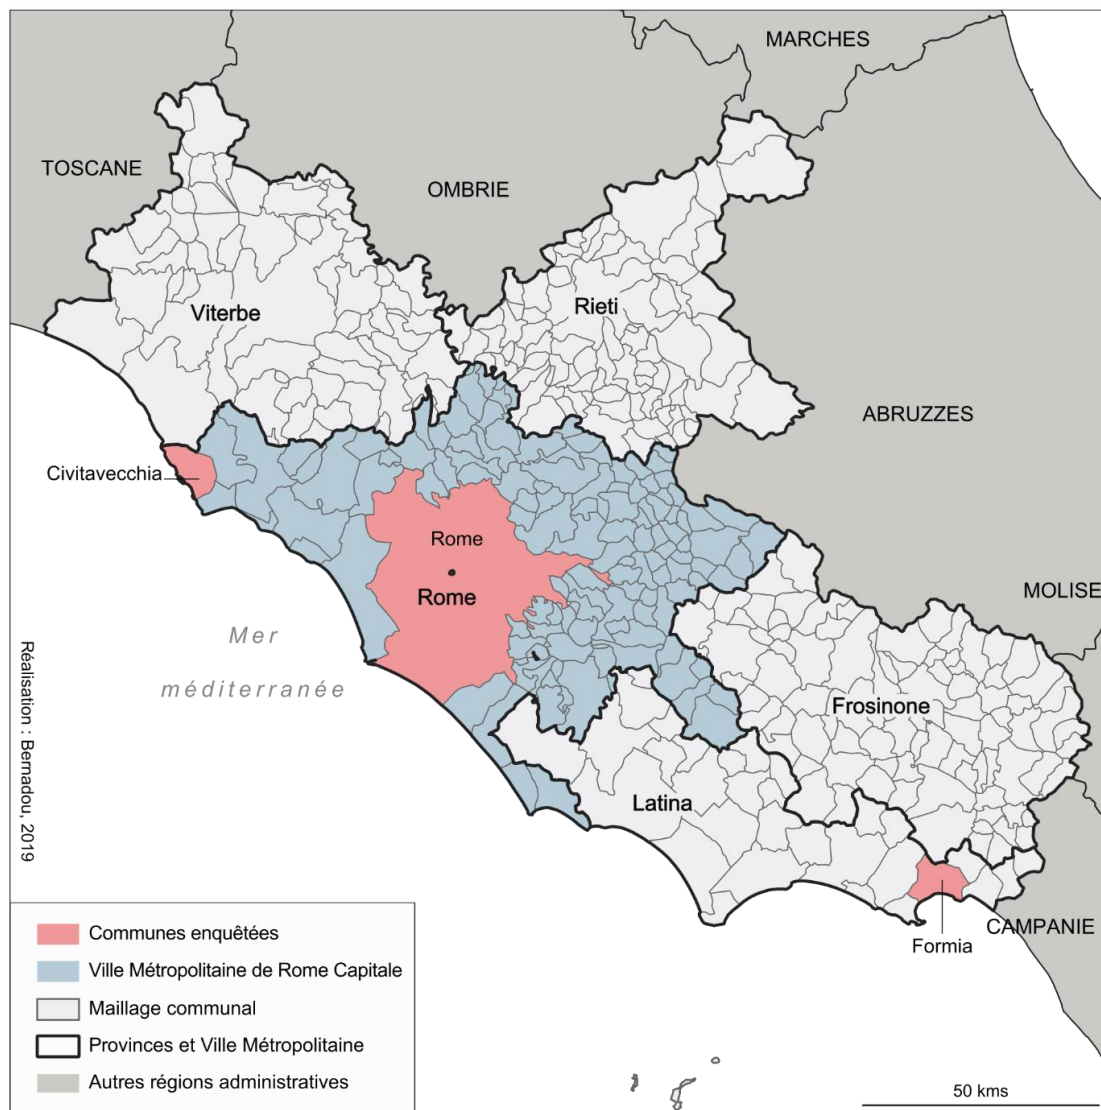 MARCHES
TOSCANE
OMBRIE
Viterbe
Rieti
ABRUZZES
Civitavecchia
Rome
Rome
MOLISE
Mer
méditerranée
Frosinone
Latina
CAMPANIE
Formia
Réalisation : Bernadou, 2019
Communes enquêtées
Ville Métropolitaine de Rome Capitale
Maillage communal
Provinces et Ville Métropolitaine
Autres régions administratives
50 kms